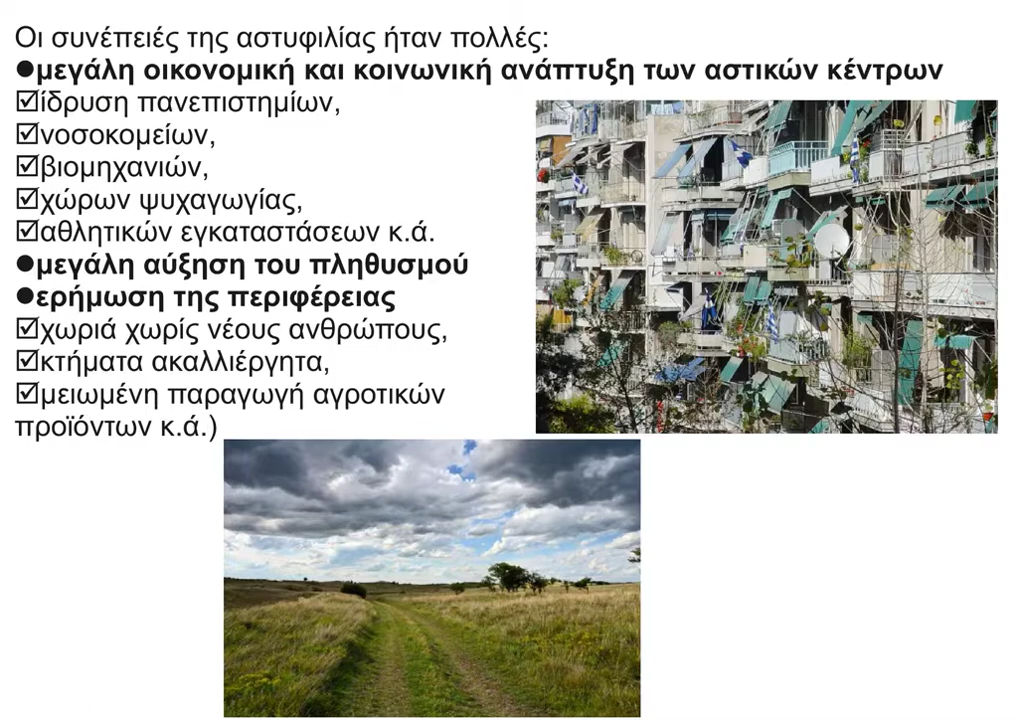 Οι συνέπειές της αστυφιλίας ήταν πολλές:
●μεγάλη οικονομική και κοινωνική ανάπτυξη των αστικών κέντρων
☑ίδρυση πανεπιστημίων,
☑νοσοκομείων,
☑βιομηχανιών,
☑χώρων ψυχαγωγίας,
☑αθλητικών εγκαταστάσεων κ.ά.
●μεγάλη αύξηση του πληθυσμού
●ερήμωση της περιφέρειας
☑χωριά χωρίς νέους ανθρώπους,
☑κτήματα ακαλλιέργητα,
☑μειωμένη παραγωγή αγροτικών
προϊόντων κ.ά.)